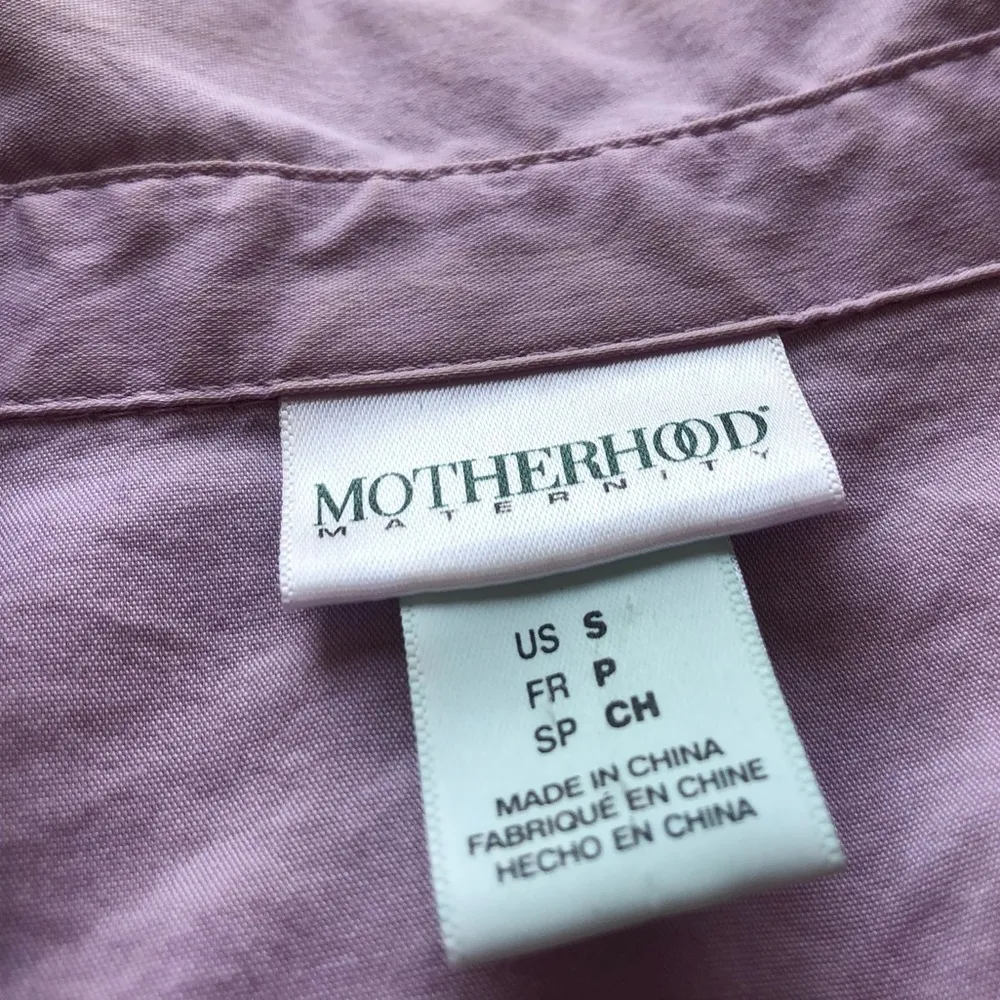 MOTHERHOOD
MATERNITY
US S
FR P
SP CH
MADE IN CHINA
FABRIQUÉ EN CHINE
HECHO EN CHINA